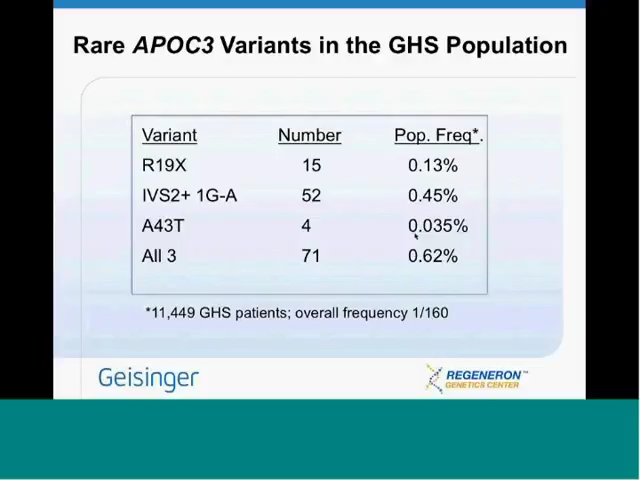 Rare APOC3 Variants in the GHS Population
Variant Number Pop. Freq*.
R19X 15 0.13%
IVS2+ 1G-A 52 0.45%
A43T 4 0.035%
All 3 71 0.62%
*11,449 GHS patients; overall frequency 1/160
Geisinger
REGENERON™
GENETICS CENTER